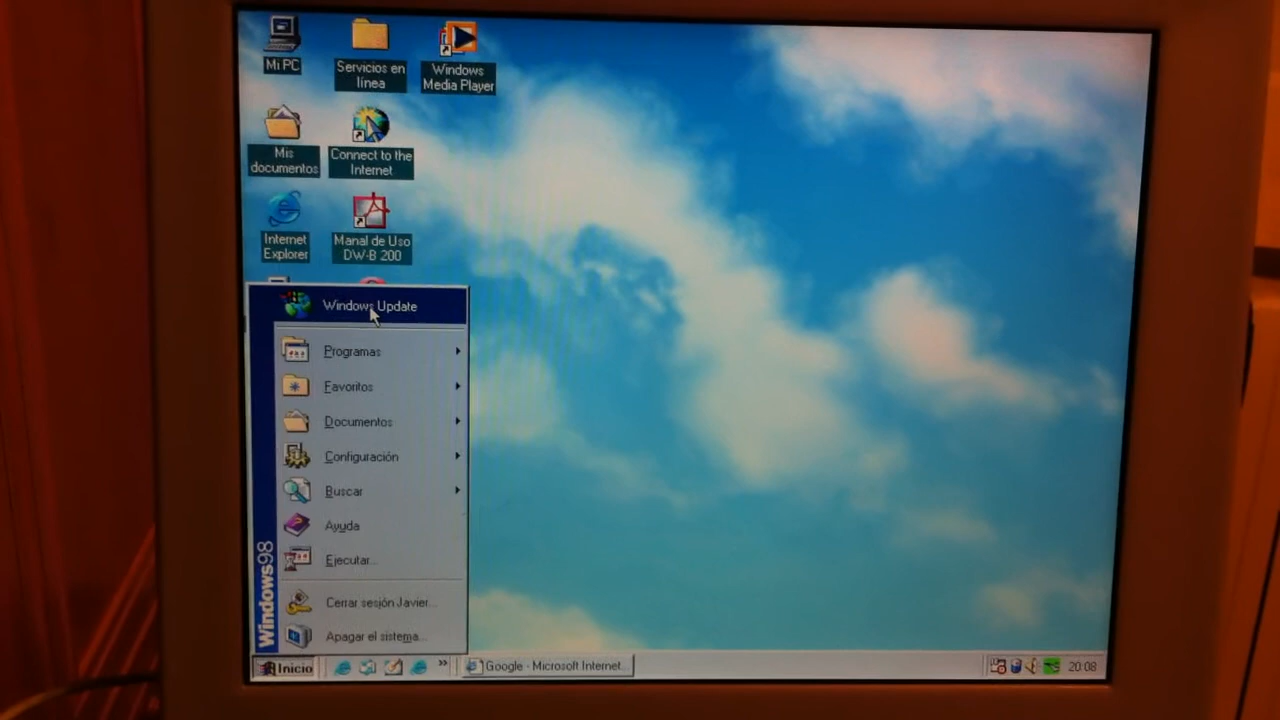 Mi PC
Servicios en
línea
Windows
Media Player
Mis
documentos
Connect to the
Internet
Internet
Explorer
Manal de Uso
DW-B 200
Windows Update
Programas
Favoritos
Documentos
Configuración
Buscar
Ayuda
Ejecutar...
Cerrar sesión Javier...
Apagar el sistema...
Windows98
Inicio
Google - Microsoft Internet...
20:08